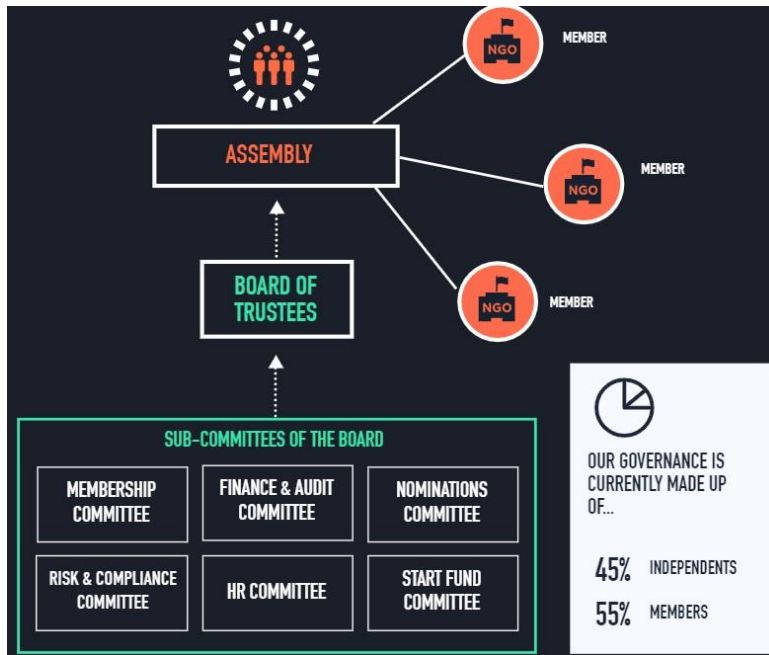 NGO
MEMBER
ASSEMBLY
NGO
MEMBER
BOARD OF
TRUSTEES
NGO
MEMBER
SUB-COMMITTEES OF THE BOARD
MEMBERSHIP
COMMITTEE
FINANCE & AUDIT
COMMITTEE
NOMINATIONS
COMMITTEE
RISK & COMPLIANCE
COMMITTEE
HR COMMITTEE
START FUND
COMMITTEE
OUR GOVERNANCE IS
CURRENTLY MADE UP
OF...
45% INDEPENDENTS
55% MEMBERS